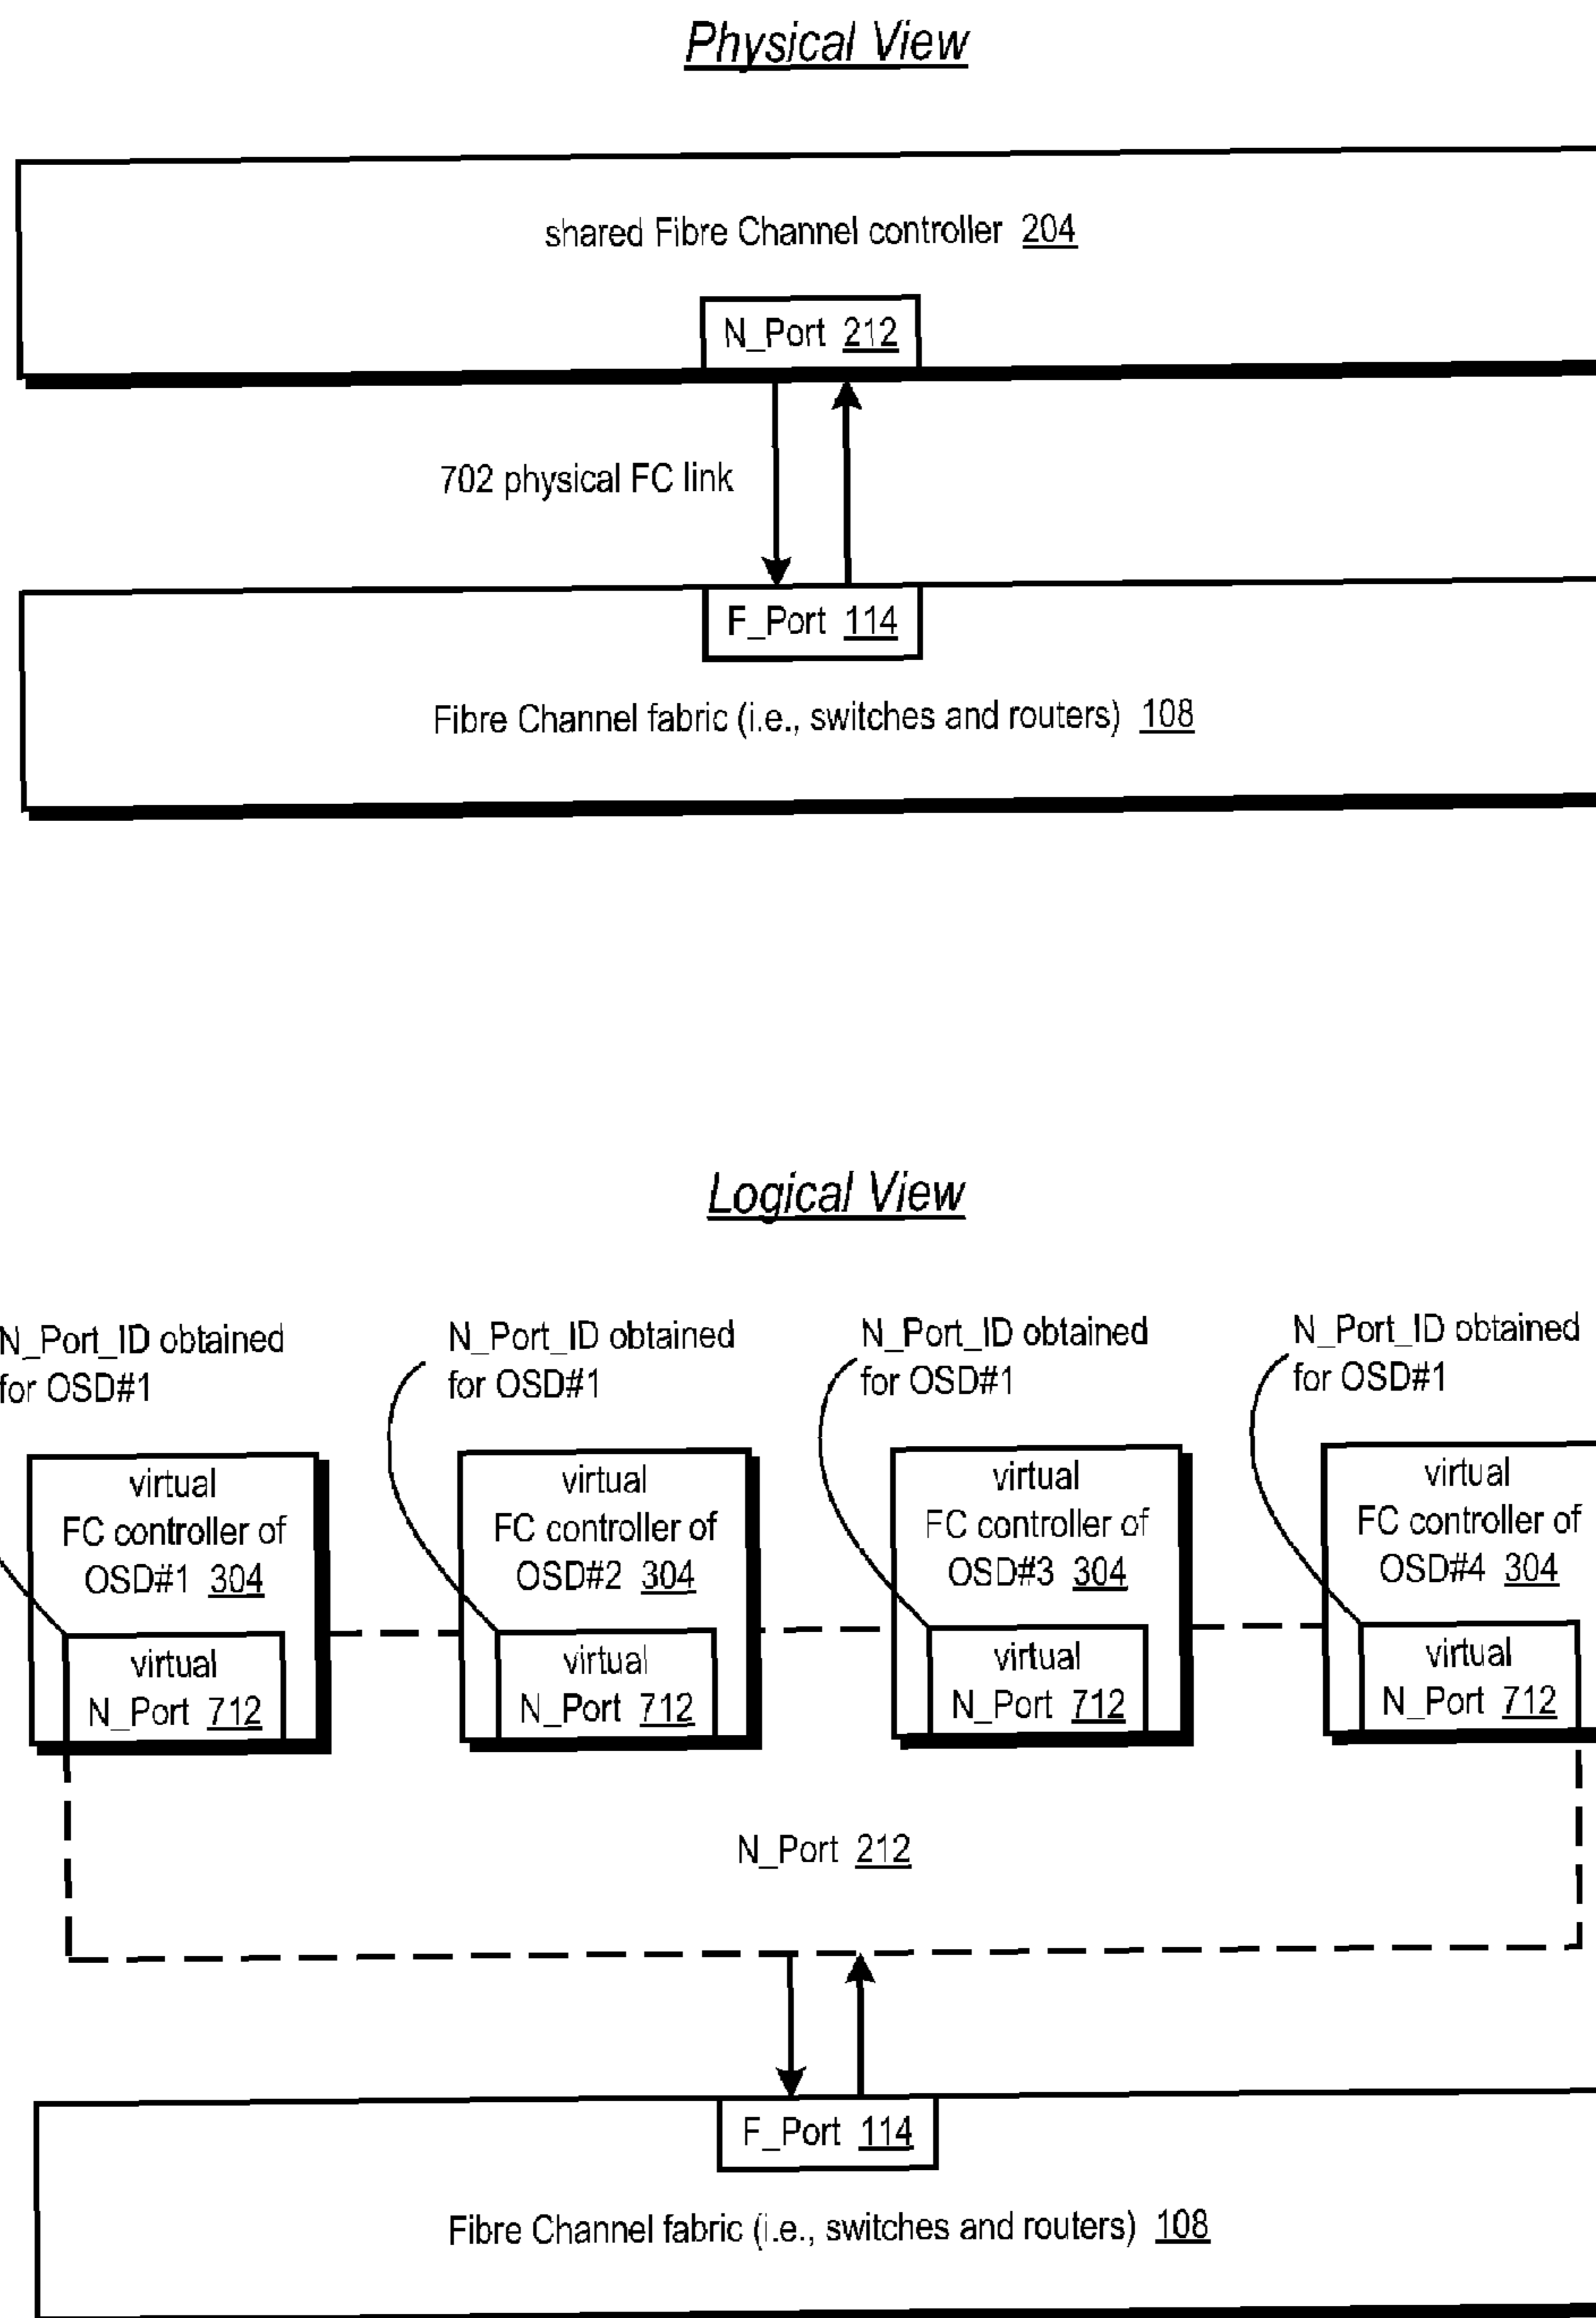 Physical View
shared Fibre Channel controller 204
N_Port 212
702 physical FC link
F_Port 114
Fibre Channel fabric (i.e., switches and routers) 108
Logical View
N_Port_ID obtained
for OSD#1
N_Port_ID obtained
for OSD#1
N_Port_ID obtained
for OSD#1
N_Port_ID obtained
for OSD#1
virtual
FC controller of
OSD#1 304
virtual
N_Port 712
virtual
FC controller of
OSD#2 304
virtual
N_Port 712
virtual
FC controller of
OSD#3 304
virtual
N_Port 712
virtual
FC controller of
OSD#4 304
virtual
N_Port 712
N_Port 212
F_Port 114
Fibre Channel fabric (i.e., switches and routers) 108